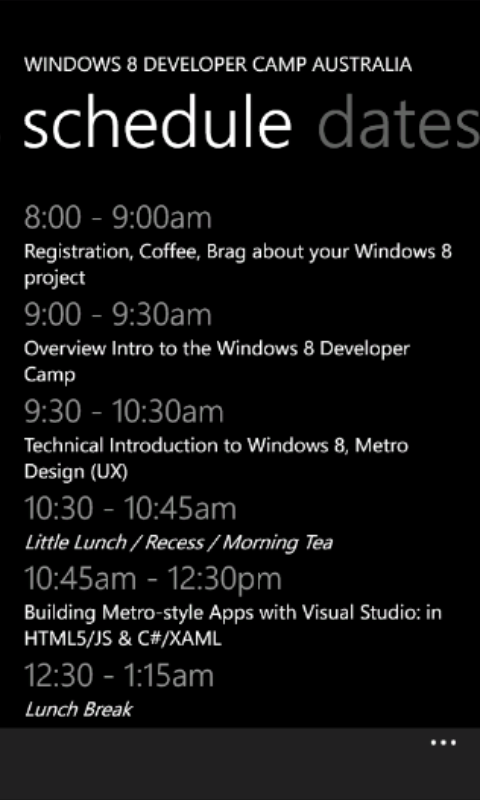 WINDOWS 8 DEVELOPER CAMP AUSTRALIA
schedule dates
8:00 - 9:00am
Registration, Coffee, Brag about your Windows 8
project
9:00 - 9:30am
Overview Intro to the Windows 8 Developer
Camp
9:30 - 10:30am
Technical Introduction to Windows 8, Metro
Design (UX)
10:30 - 10:45am
Little Lunch / Recess / Morning Tea
10:45am - 12:30pm
Building Metro-style Apps with Visual Studio: in
HTML5/JS & C#/XAML
12:30 - 1:15am
Lunch Break